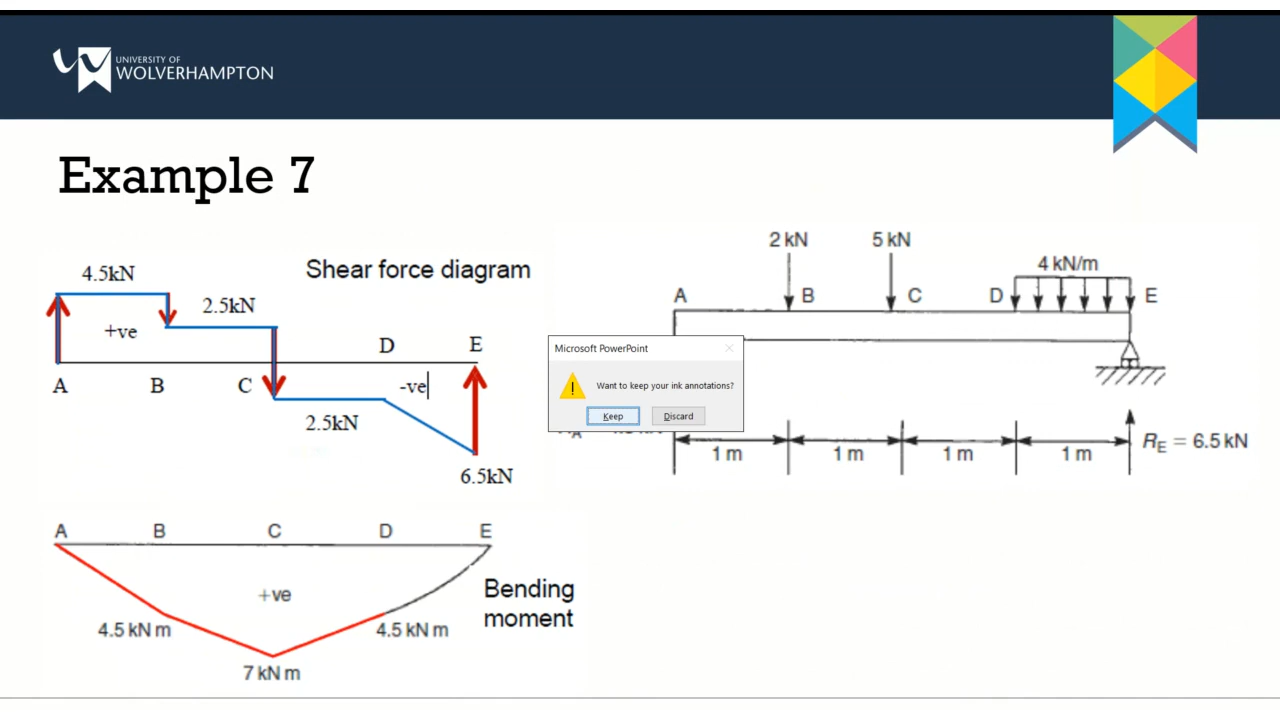 UNIVERSITY OF
WOLVERHAMPTON
Example 7
Shear force diagram
4.5kN
2.5kN
+ve
D
E
A
B
C
-ve
2.5kN
6.5kN
A
B
C
D
E
+ve
Bending
moment
4.5 kN m
4.5 kN m
7 kN m
2 kN
5 kN
4 kN/m
A
B
C
D
E
Microsoft PowerPoint
Want to keep your ink annotations?
Keep
Discard
1 m
1 m
1 m
1 m
RE = 6.5 kN